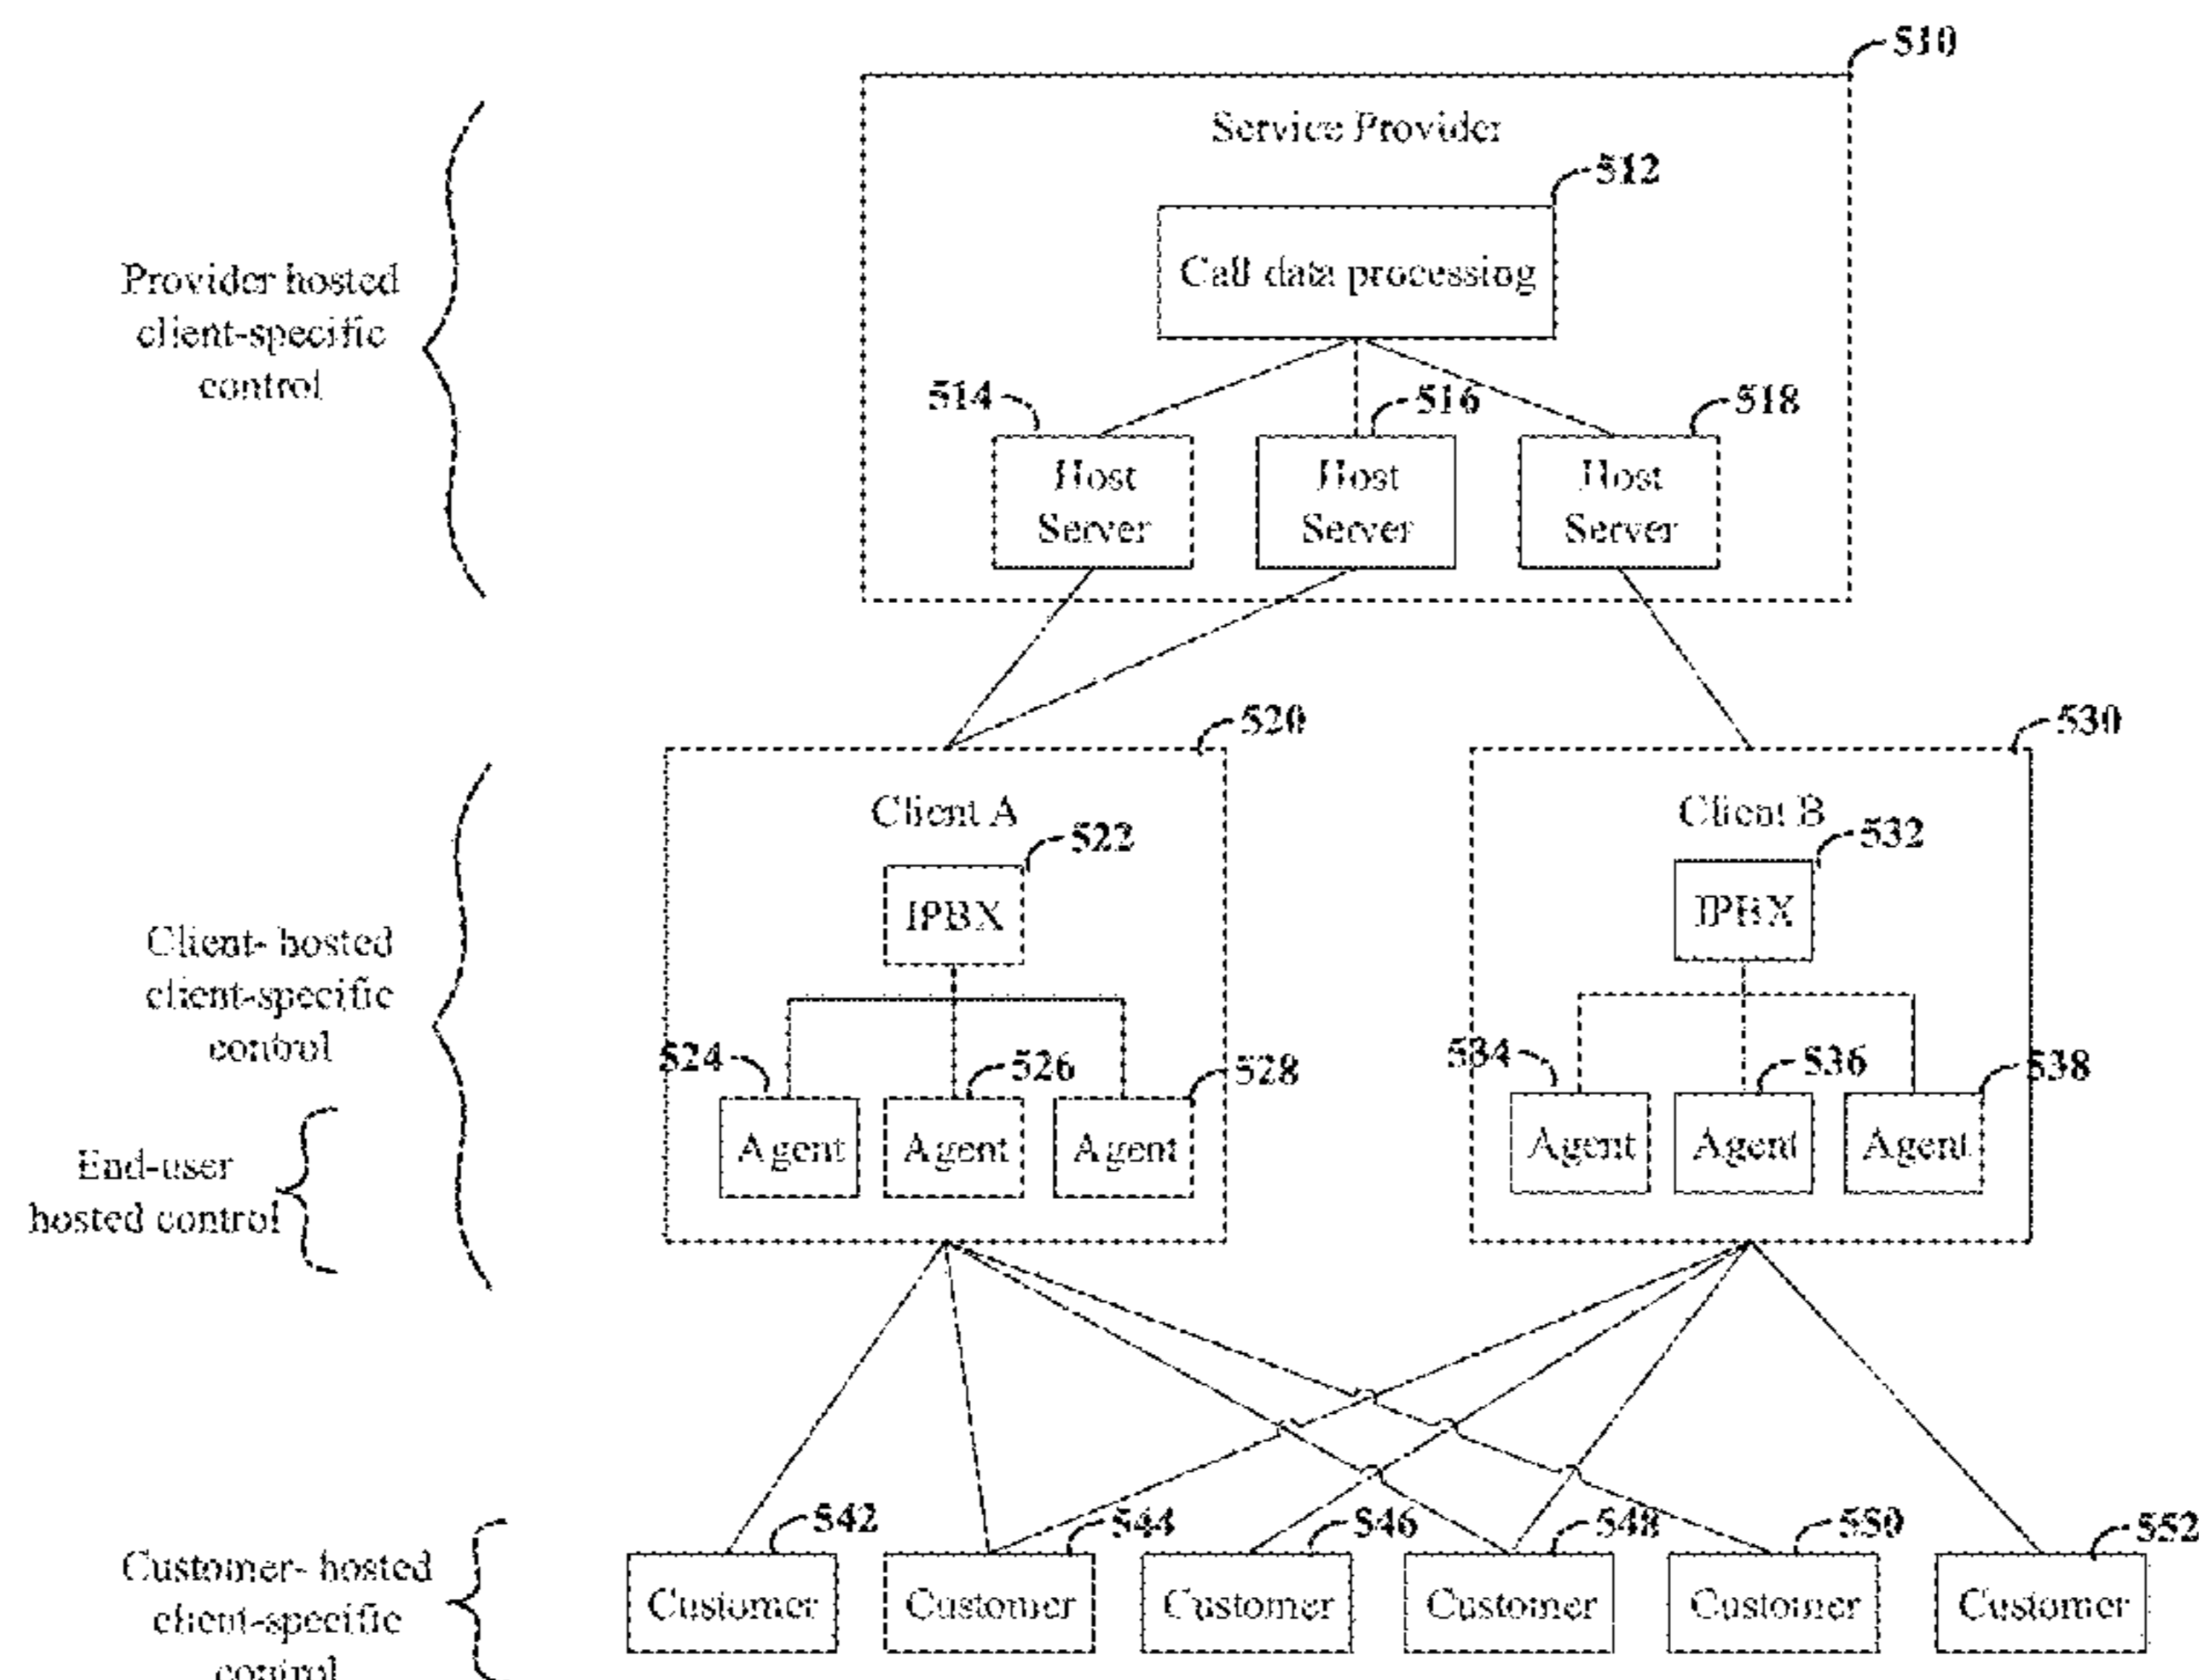 510
Service Provider
512
Call data processing
Provider hosted
client-specific
control
514
516
518
Host
Server
Host
Server
Host
Server
520
530
Client A
Client B
522
532
IPBX
IPBX
Client- hosted
client-specific
control
524
526
528
534
536
538
Agent
Agent
Agent
Agent
Agent
Agent
End-user
hosted control
542
544
546
548
550
552
Customer
Customer
Customer
Customer
Customer
Customer
Customer- hosted
client-specific
control